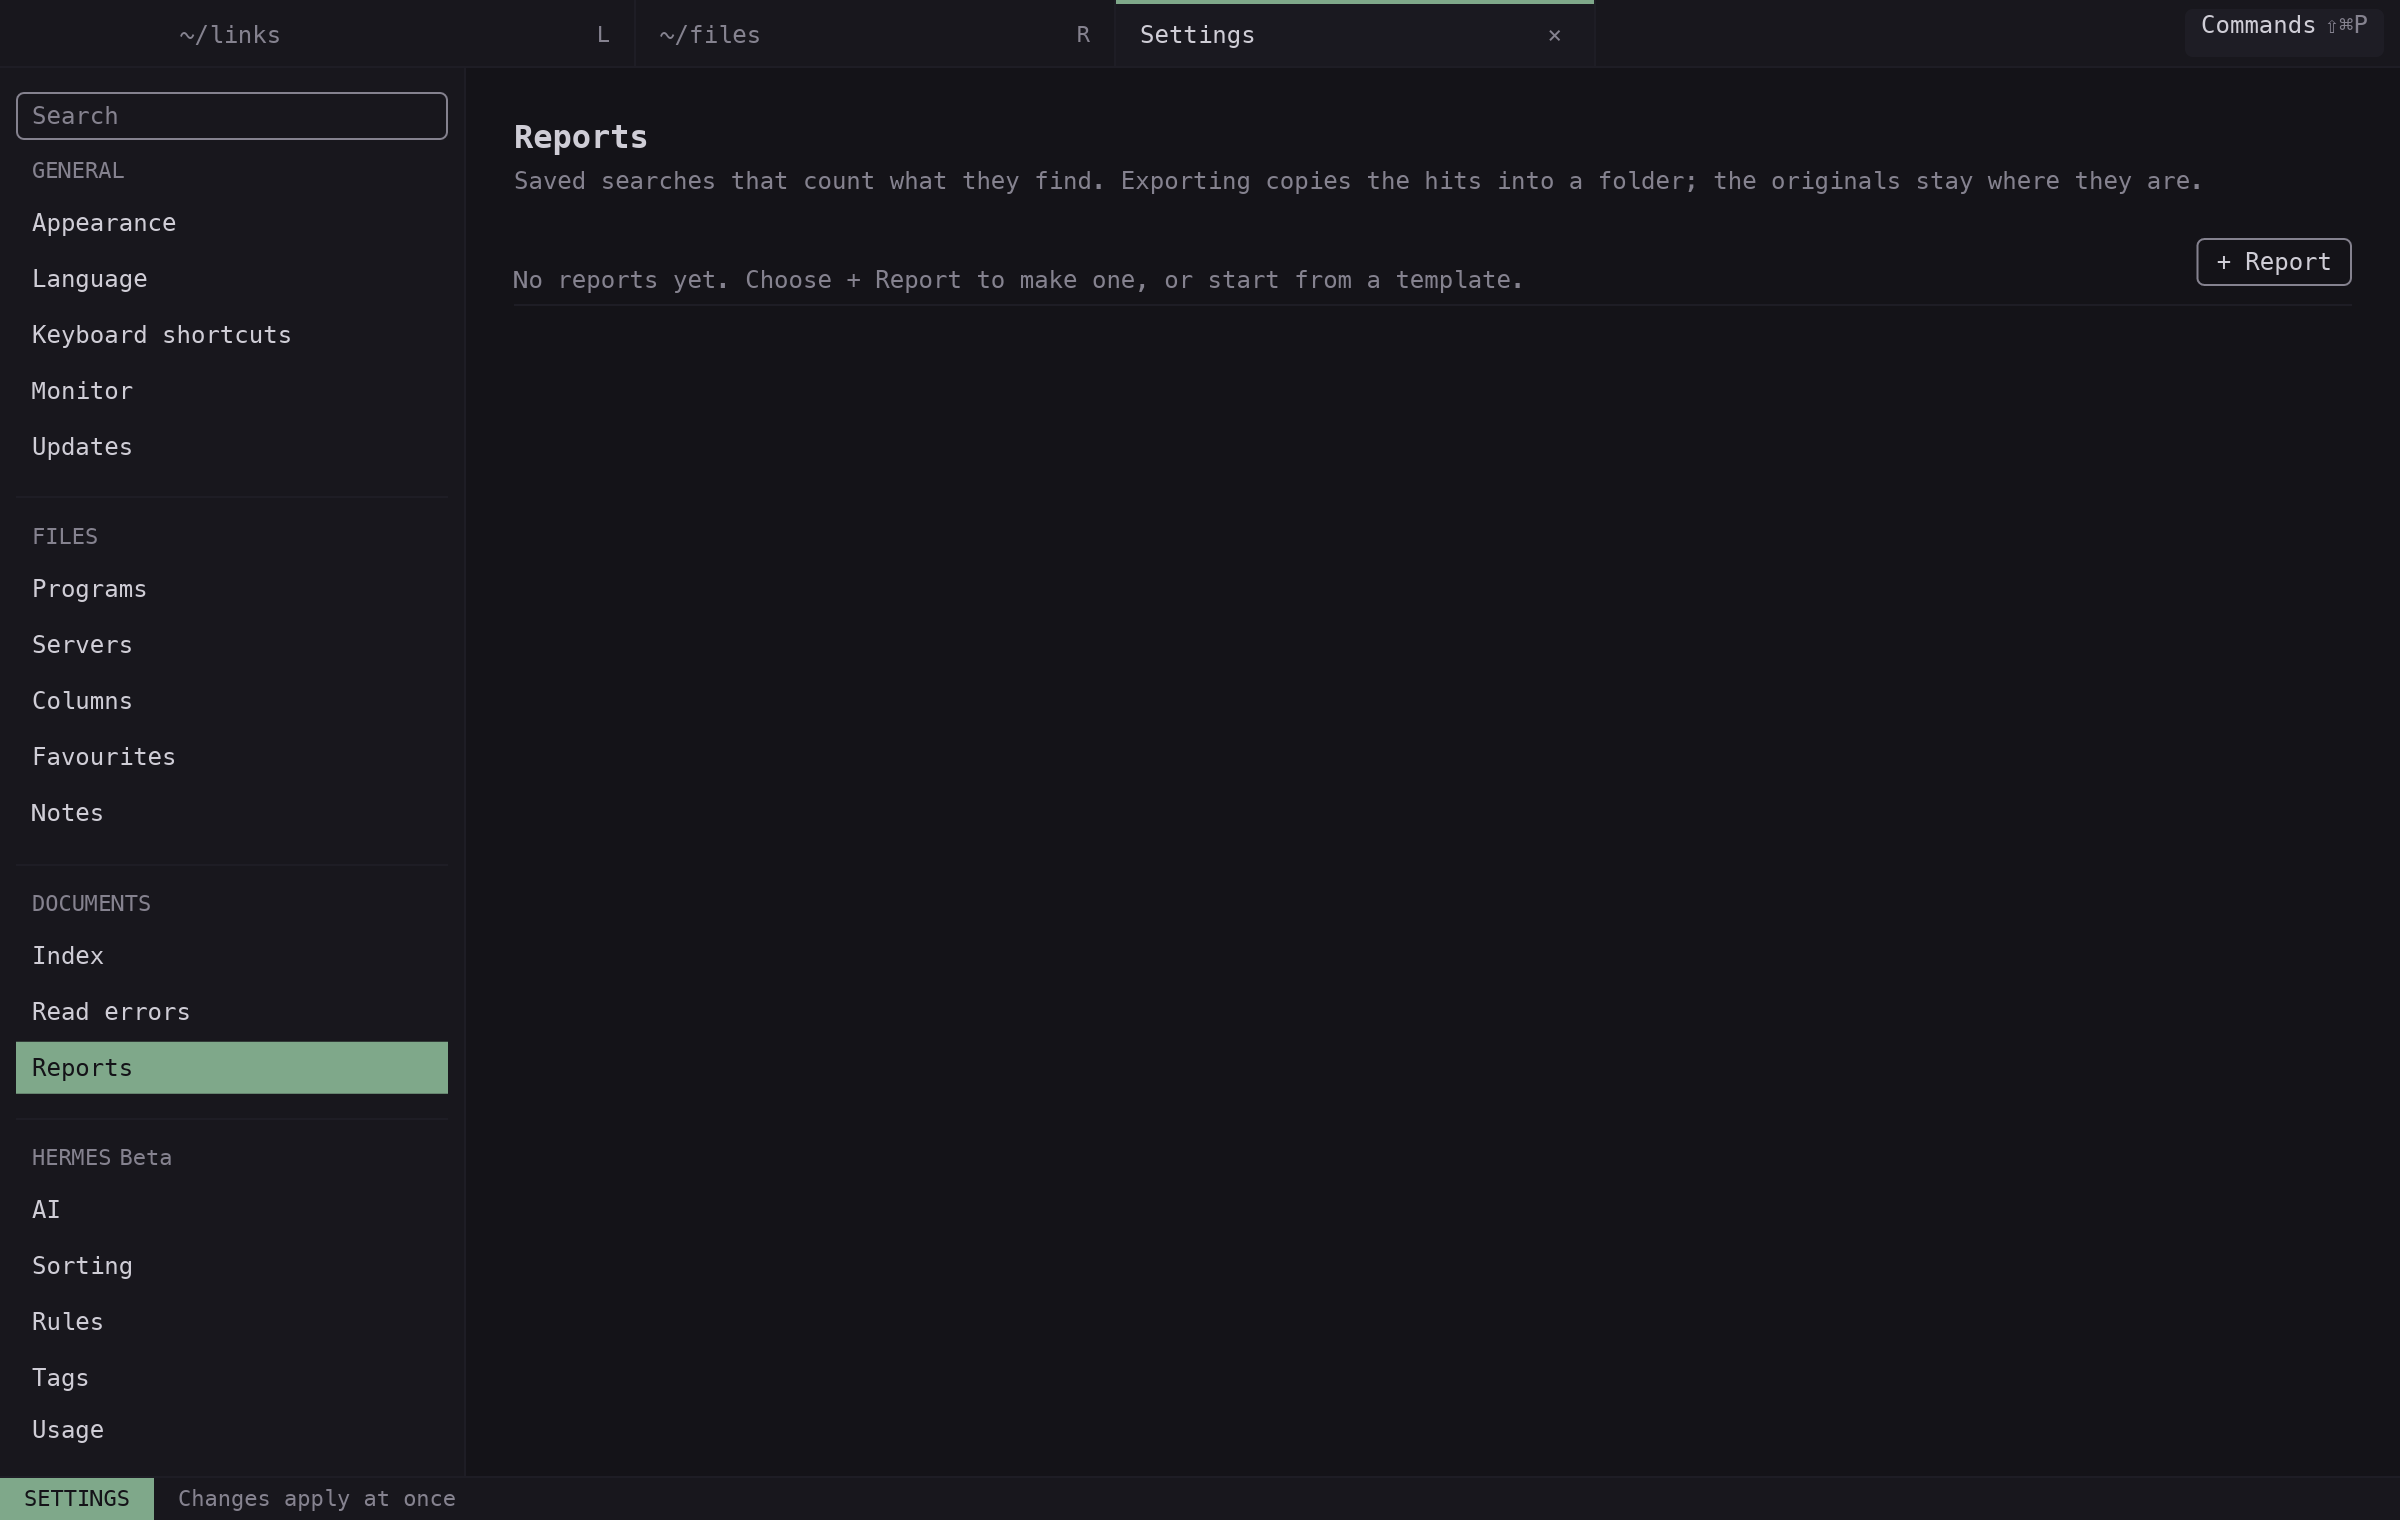 ~/links L ~/files R Settings × Commands ⇧⌘P
Search
GENERAL
Appearance
Language
Keyboard shortcuts
Monitor
Updates
FILES
Programs
Servers
Columns
Favourites
Notes
DOCUMENTS
Index
Read errors
Reports
HERMES Beta
AI
Sorting
Rules
Tags
Usage
Reports
Saved searches that count what they find. Exporting copies the hits into a folder; the originals stay where they are.
+ Report
No reports yet. Choose + Report to make one, or start from a template.
SETTINGS Changes apply at once